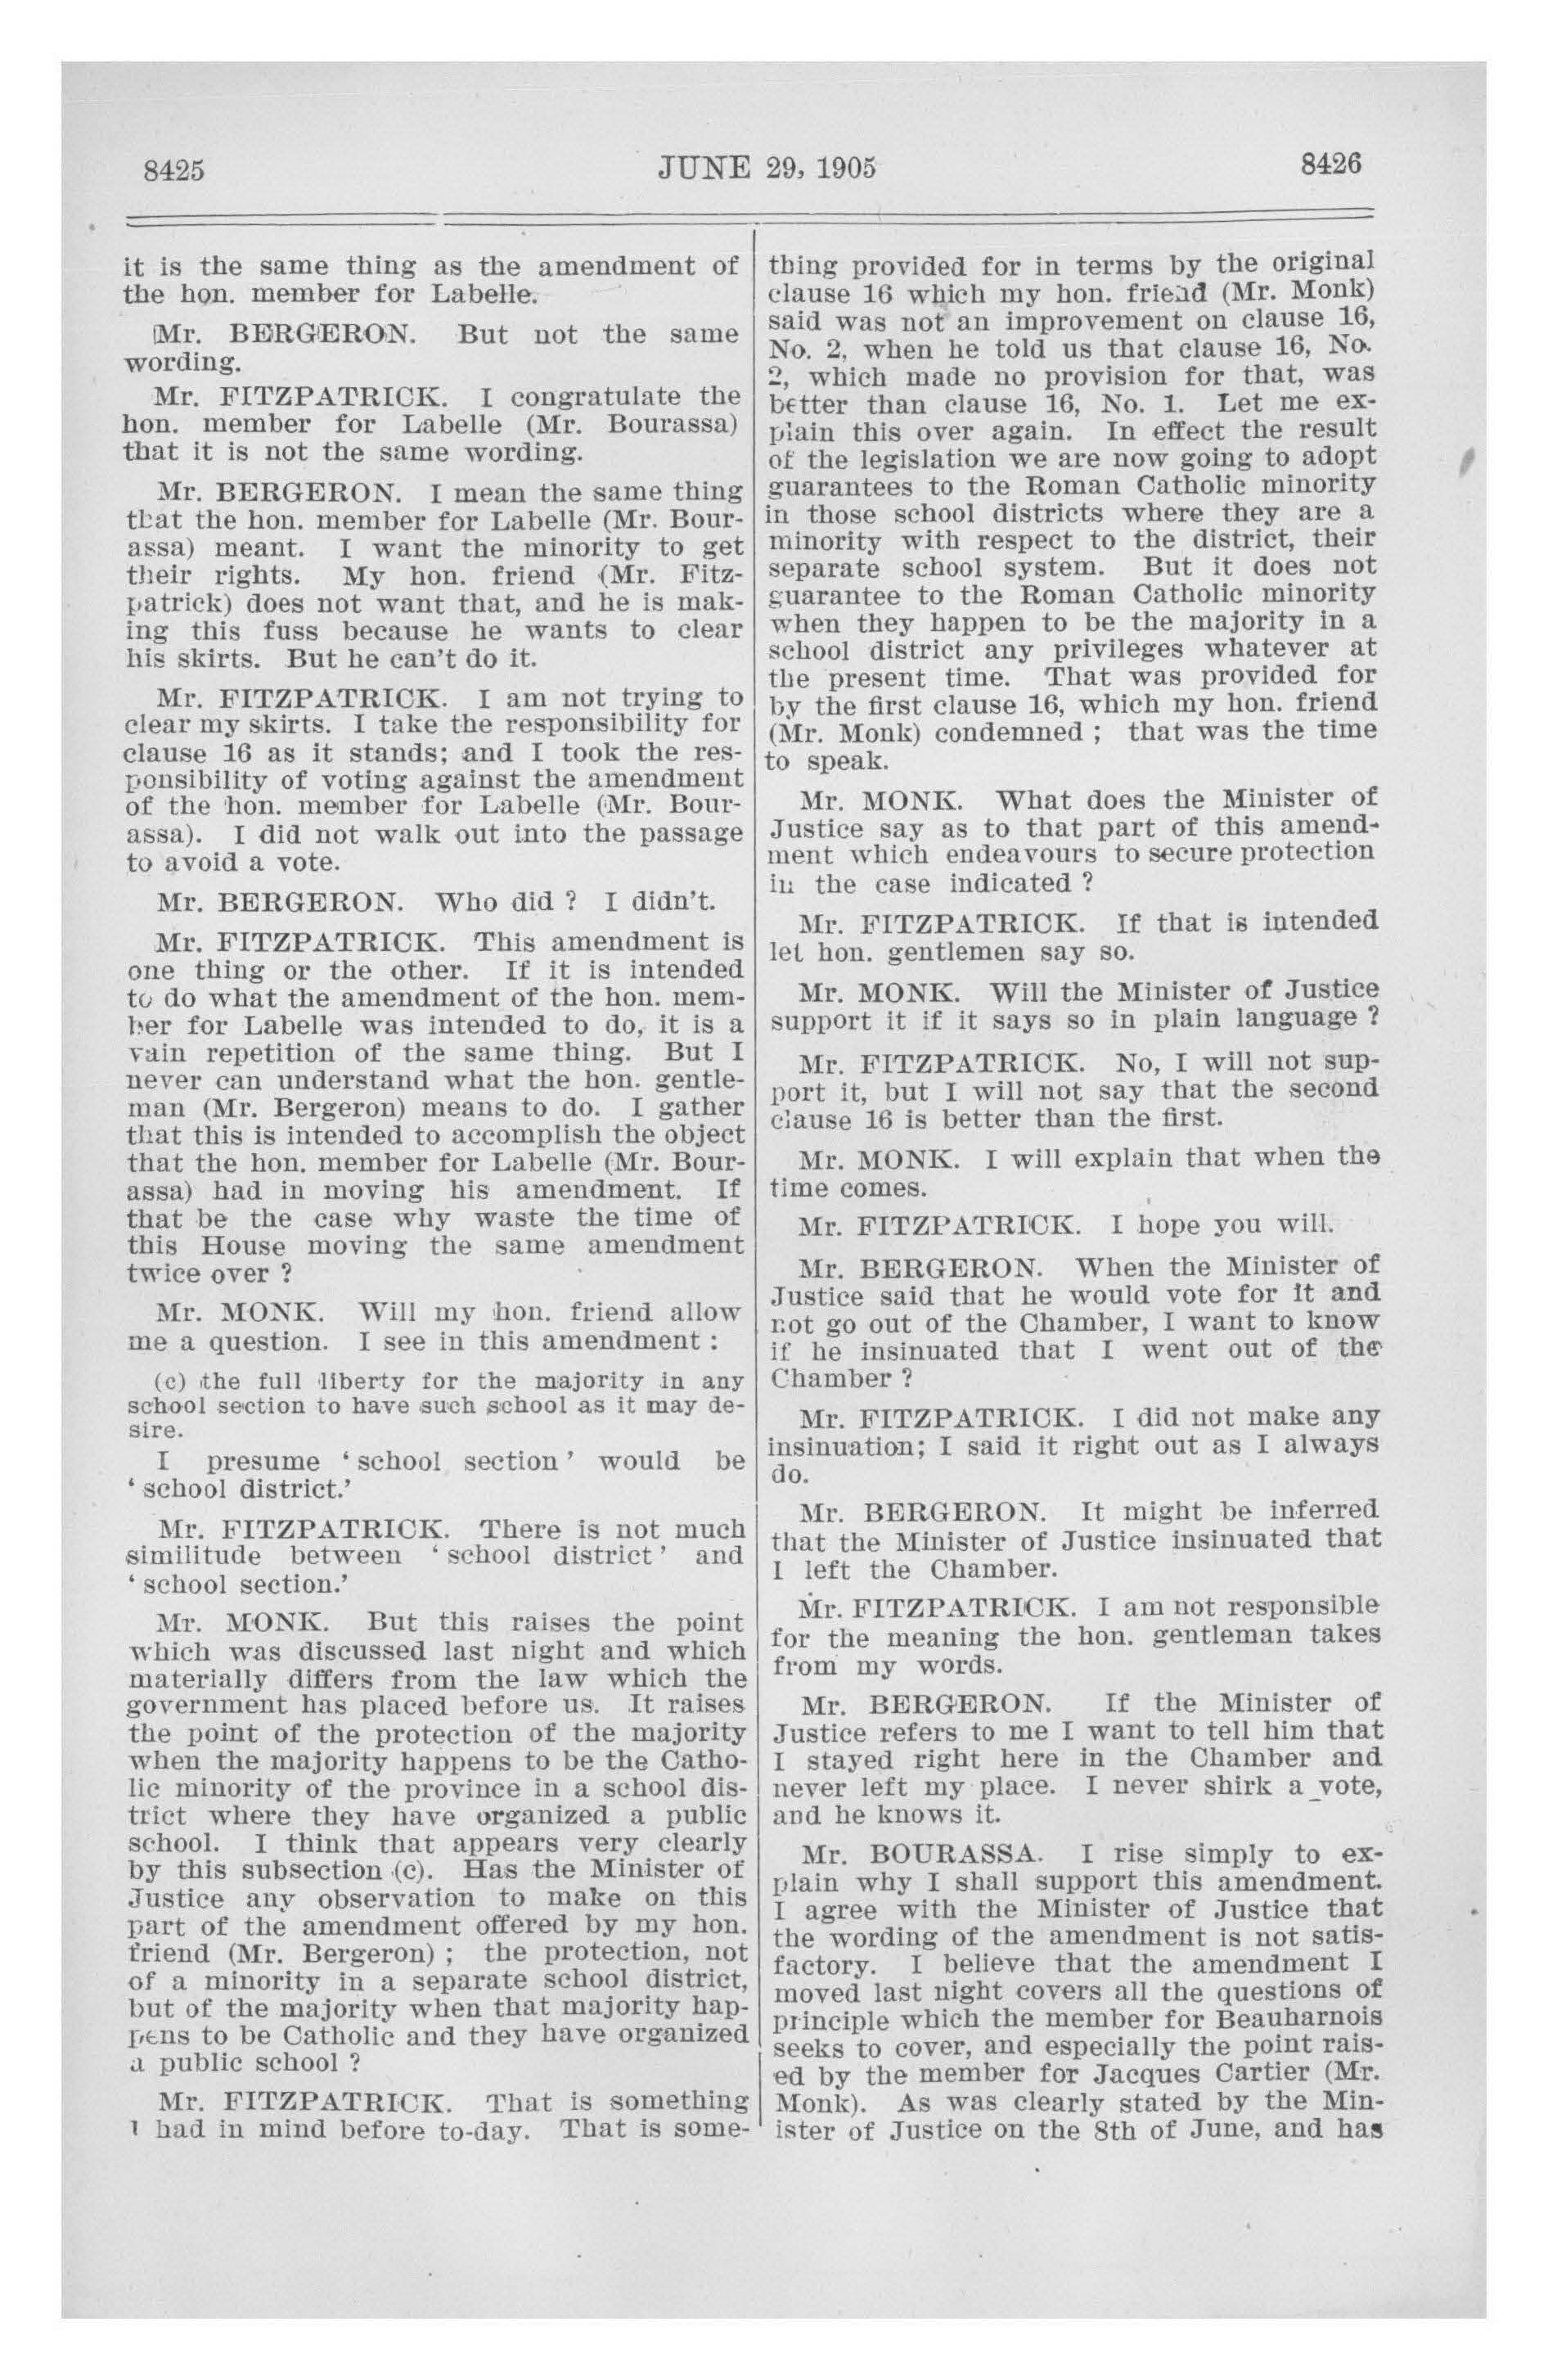 8425
JUNE 29, 1905
8426
it is the same thing as the amendment of
the hon. member for Labelle.
Mr. BERGERON. But not the same
wording.
Mr. FITZPATRICK. I congratulate the
hon. member for Labelle (Mr. Bourassa)
that it is not the same wording.
Mr. BERGERON. I mean the same thing
that the hon. member for Labelle (Mr. Bour-
assa) meant. I want the minority to get
their rights. My hon. friend (Mr. Fitz-
patrick) does not want that, and he is mak-
ing this fuss because he wants to clear
his skirts. But he can't do it.
Mr. FITZPATRICK. I am not trying to
clear my skirts. I take the responsibility for
clause 16 as it stands; and I took the res-
ponsibility of voting against the amendment
of the hon. member for Labelle (Mr. Bour-
assa). I did not walk out into the passage
to avoid a vote.
Mr. BERGERON. Who did ? I didn't.
Mr. FITZPATRICK. This amendment is
one thing or the other. If it is intended
to do what the amendment of the hon. mem-
ber for Labelle was intended to do, it is a
vain repetition of the same thing. But I
never can understand what the hon. gentle-
man (Mr. Bergeron) means to do. I gather
that this is intended to accomplish the object
that the hon. member for Labelle (Mr. Bour-
assa) had in moving his amendment. If
that be the case why waste the time of
this House moving the same amendment
twice over ?
Mr. MONK. Will my hon. friend allow
me a question. I see in this amendment :
(c) the full liberty for the majority in any
school section to have such school as it may de-
sire.
I presume ' school section ' would be
' school district.'
Mr. FITZPATRICK. There is not much
similitude between ' school district ' and
' school section.'
Mr. MONK. But this raises the point
which was discussed last night and which
materially differs from the law which the
government has placed before us. It raises
the point of the protection of the majority
when the majority happens to be the Catho-
lic minority of the province in a school dis-
trict where they have organized a public
school. I think that appears very clearly
by this subsection (c). Has the Minister of
Justice any observation to make on this
part of the amendment offered by my hon.
friend (Mr. Bergeron) ; the protection, not
of a minority in a separate school district,
but of the majority when that majority hap-
pens to be Catholic and they have organized
a public school ?
Mr. FITZPATRICK. That is something
I had in mind before to-day. That is some-
thing provided for in terms by the original
clause 16 which my hon. friend (Mr. Monk)
said was not an improvement on clause 16,
No. 2, when he told us that clause 16, No.
2, which made no provision for that, was
better than clause 16, No. 1. Let me ex-
plain this over again. In effect the result
of the legislation we are now going to adopt
guarantees to the Roman Catholic minority
in those school districts where they are a
minority with respect to the district, their
separate school system. But it does not
guarantee to the Roman Catholic minority
when they happen to be the majority in a
school district any privileges whatever at
the present time. That was provided for
by the first clause 16, which my hon. friend
(Mr. Monk) condemned ; that was the time
to speak.
Mr. MONK. What does the Minister of
Justice say as to that part of this amend-
ment which endeavours to secure protection
in the case indicated ?
Mr. FITZPATRICK. If that is intended
let hon. gentlemen say so.
Mr. MONK. Will the Minister of Justice
support it if it says so in plain language ?
Mr. FITZPATRICK. No, I will not sup-
port it, but I will not say that the second
clause 16 is better than the first.
Mr. MONK. I will explain that when the
time comes.
Mr. FITZPATRICK. I hope you will.
Mr. BERGERON. When the Minister of
Justice said that he would vote for it and
not go out of the Chamber, I want to know
if he insinuated that I went out of the
Chamber ?
Mr. FITZPATRICK. I did not make any
insinuation; I said it right out as I always
do.
Mr. BERGERON. It might be inferred
that the Minister of Justice insinuated that
I left the Chamber.
Mr. FITZPATRICK. I am not responsible
for the meaning the hon. gentleman takes
from my words.
Mr. BERGERON. If the Minister of
Justice refers to me I want to tell him that
I stayed right here in the Chamber and
never left my place. I never shirk a vote,
and he knows it.
Mr. BOURASSA. I rise simply to ex-
plain why I shall support this amendment.
I agree with the Minister of Justice that
the wording of the amendment is not satis-
factory. I believe that the amendment I
moved last night covers all the questions of
principle which the member for Beauharnois
seeks to cover, and especially the point rais-
ed by the member for Jacques Cartier (Mr.
Monk). As was clearly stated by the Min-
ister of Justice on the 8th of June, and has